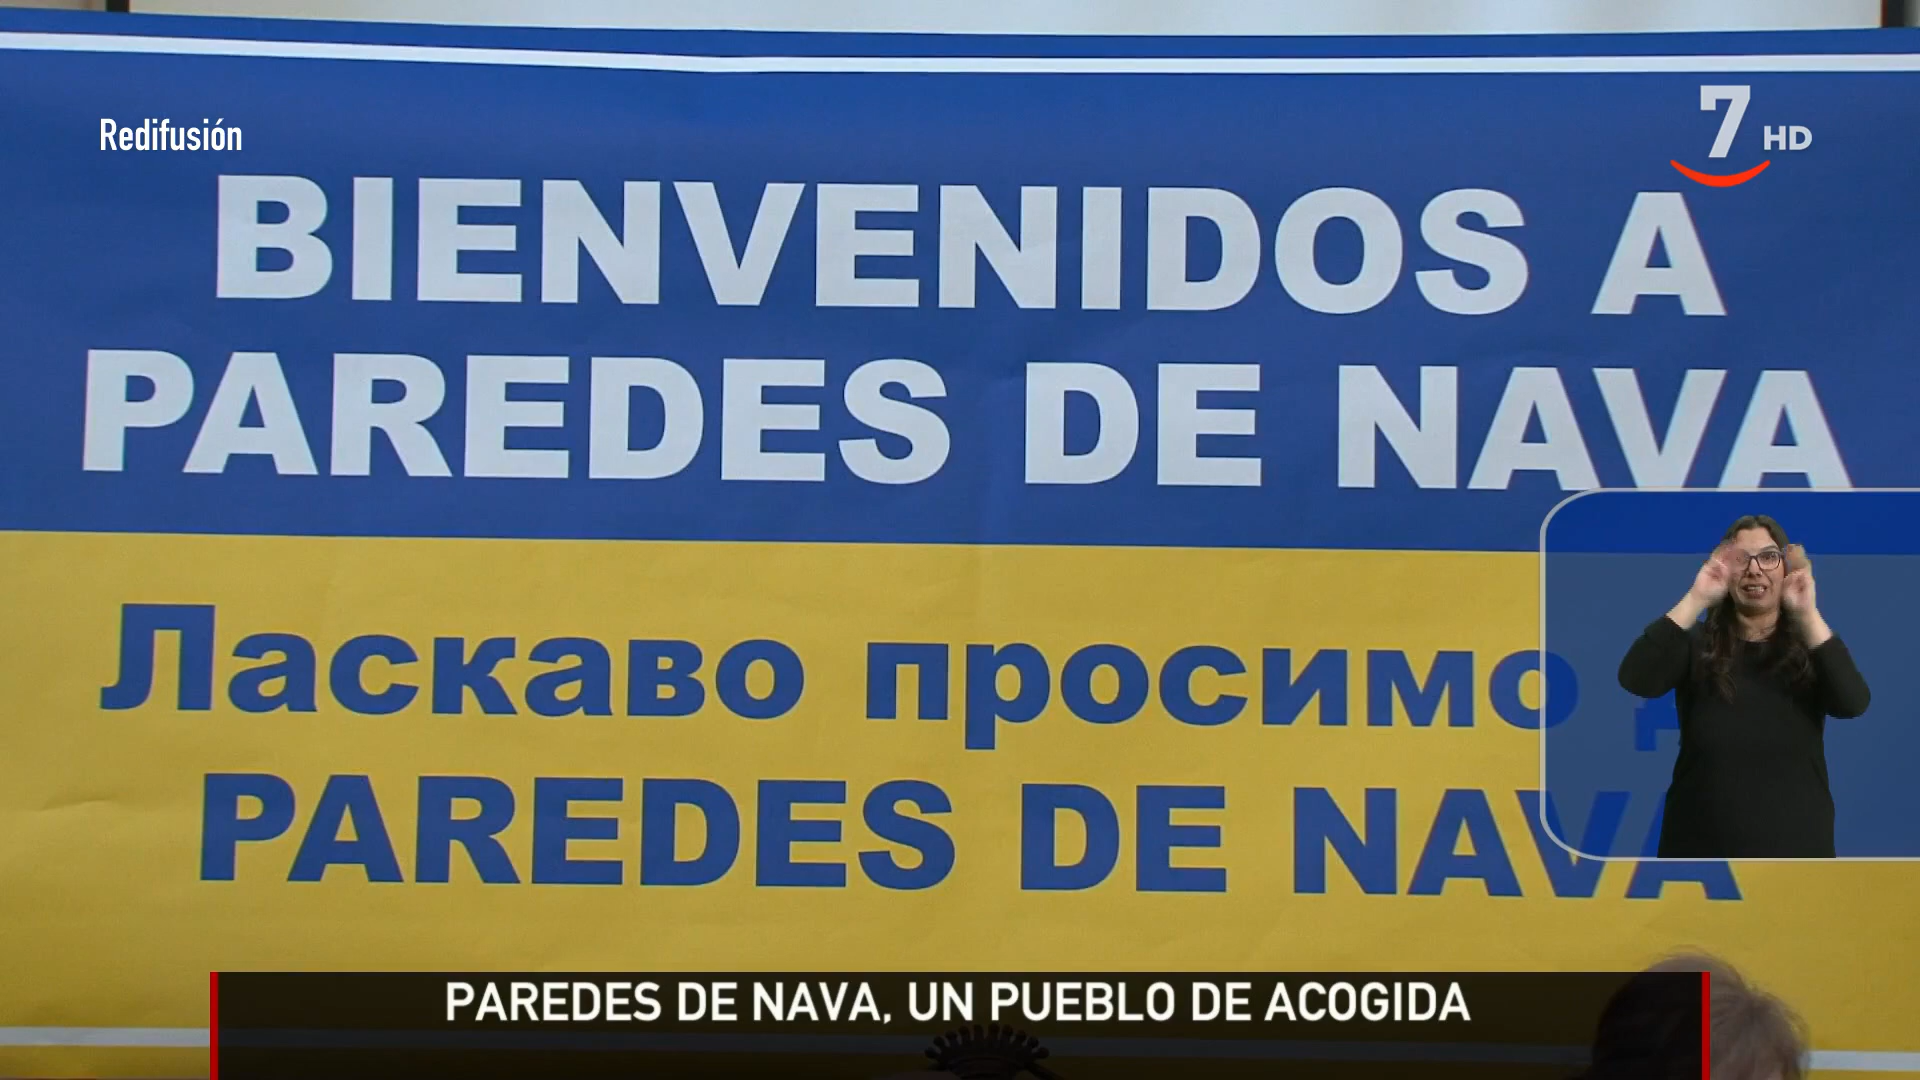 Redifusión
7 HD
BIENVENIDOS A
PAREDES DE NAVA
Ласкаво просимо
PAREDES DE NAVA
PAREDES DE NAVA, UN PUEBLO DE ACOGIDA